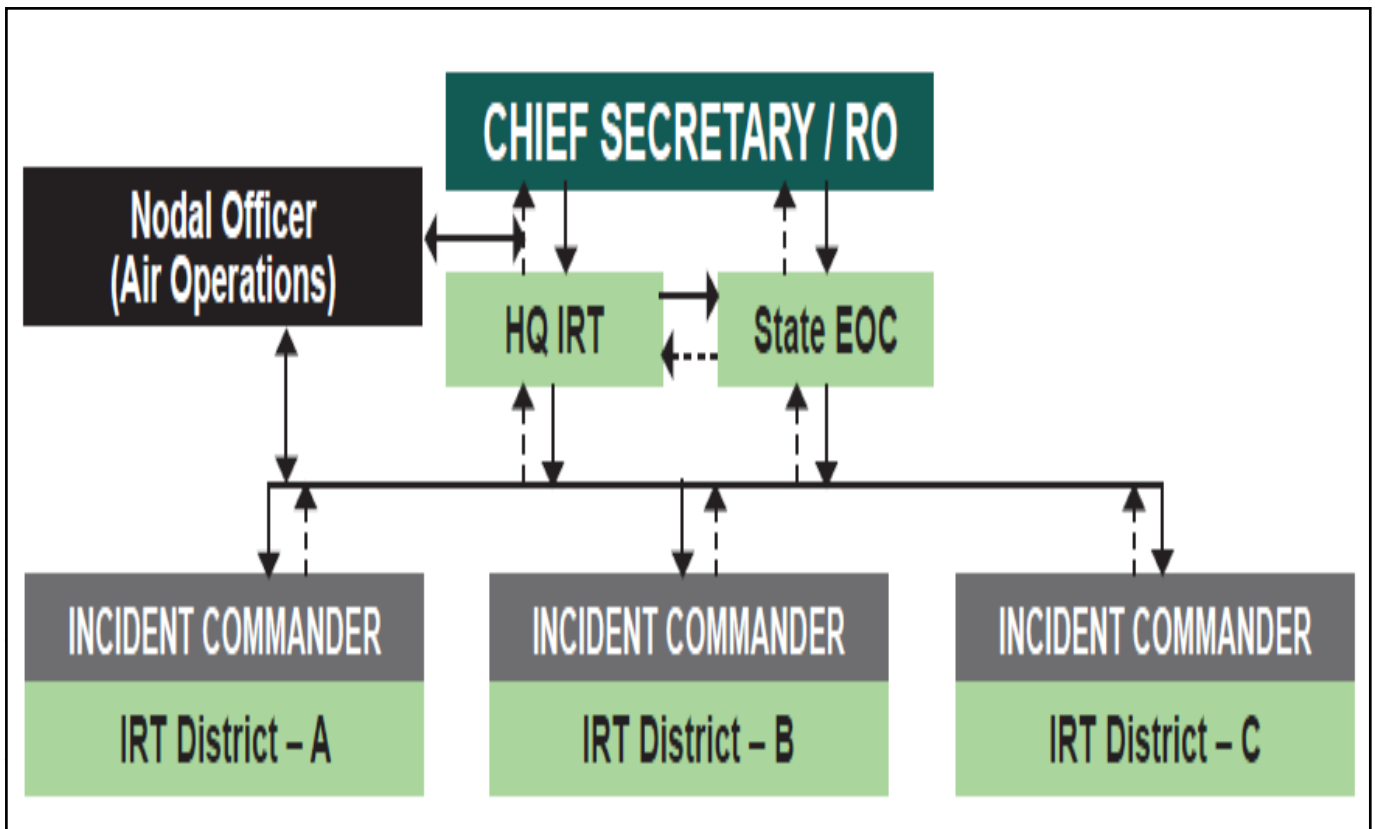 CHIEF SECRETARY / RO
Nodal Officer
(Air Operations)
HQ IRT
State EOC
INCIDENT COMMANDER
IRT District – A
INCIDENT COMMANDER
IRT District – B
INCIDENT COMMANDER
IRT District – C